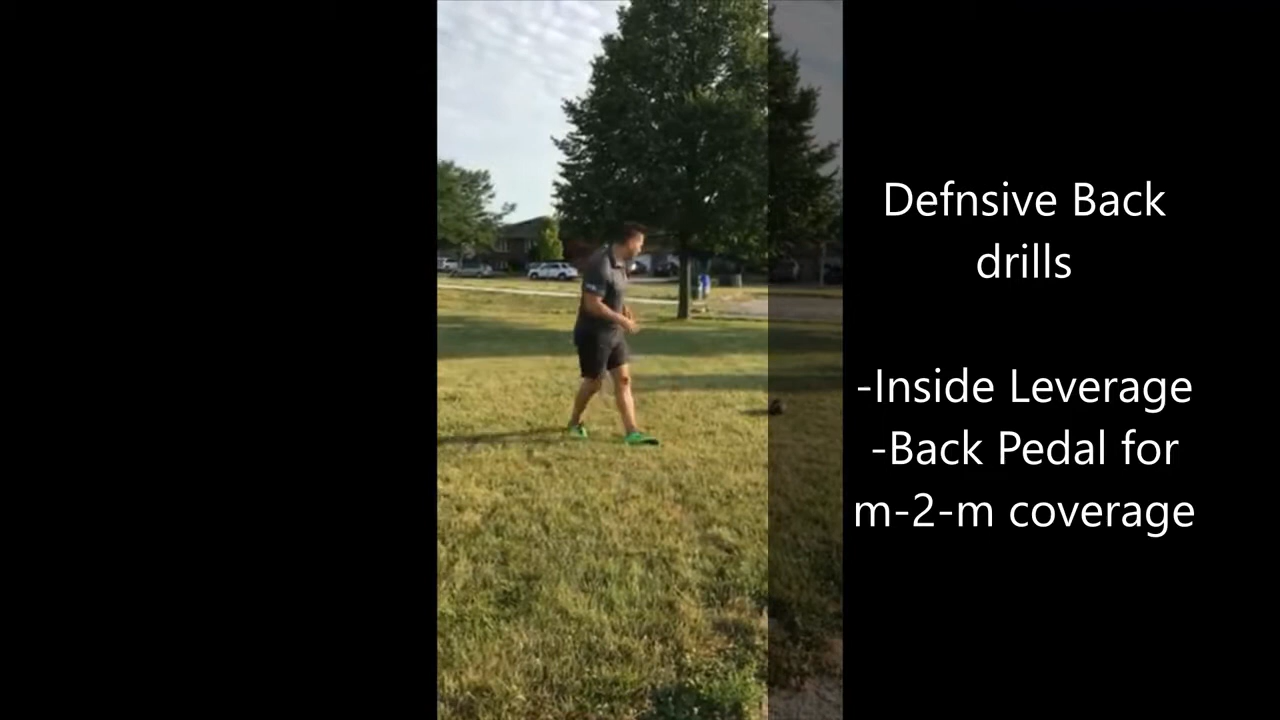 Defnsive Back
drills
-Inside Leverage
-Back Pedal for
m-2-m coverage